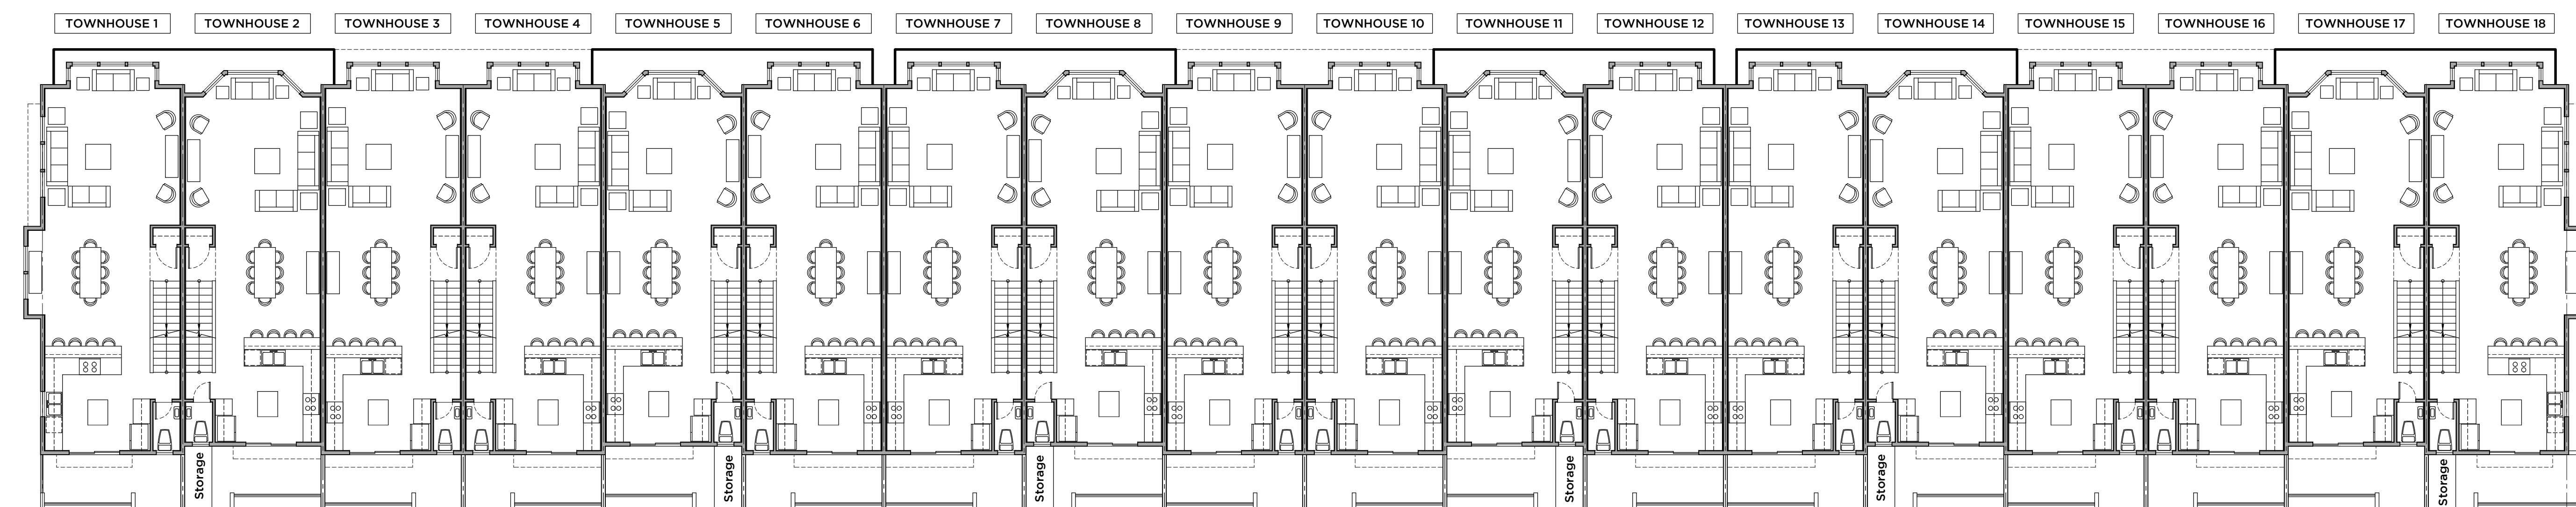 TOWNHOUSE 1
TOWNHOUSE 2
TOWNHOUSE 3
TOWNHOUSE 4
TOWNHOUSE 5
TOWNHOUSE 6
TOWNHOUSE 7
TOWNHOUSE 8
TOWNHOUSE 9
TOWNHOUSE 10
TOWNHOUSE 11
TOWNHOUSE 12
TOWNHOUSE 13
TOWNHOUSE 14
TOWNHOUSE 15
TOWNHOUSE 16
TOWNHOUSE 17
TOWNHOUSE 18
Storage
Storage
Storage
Storage
Storage
Storage